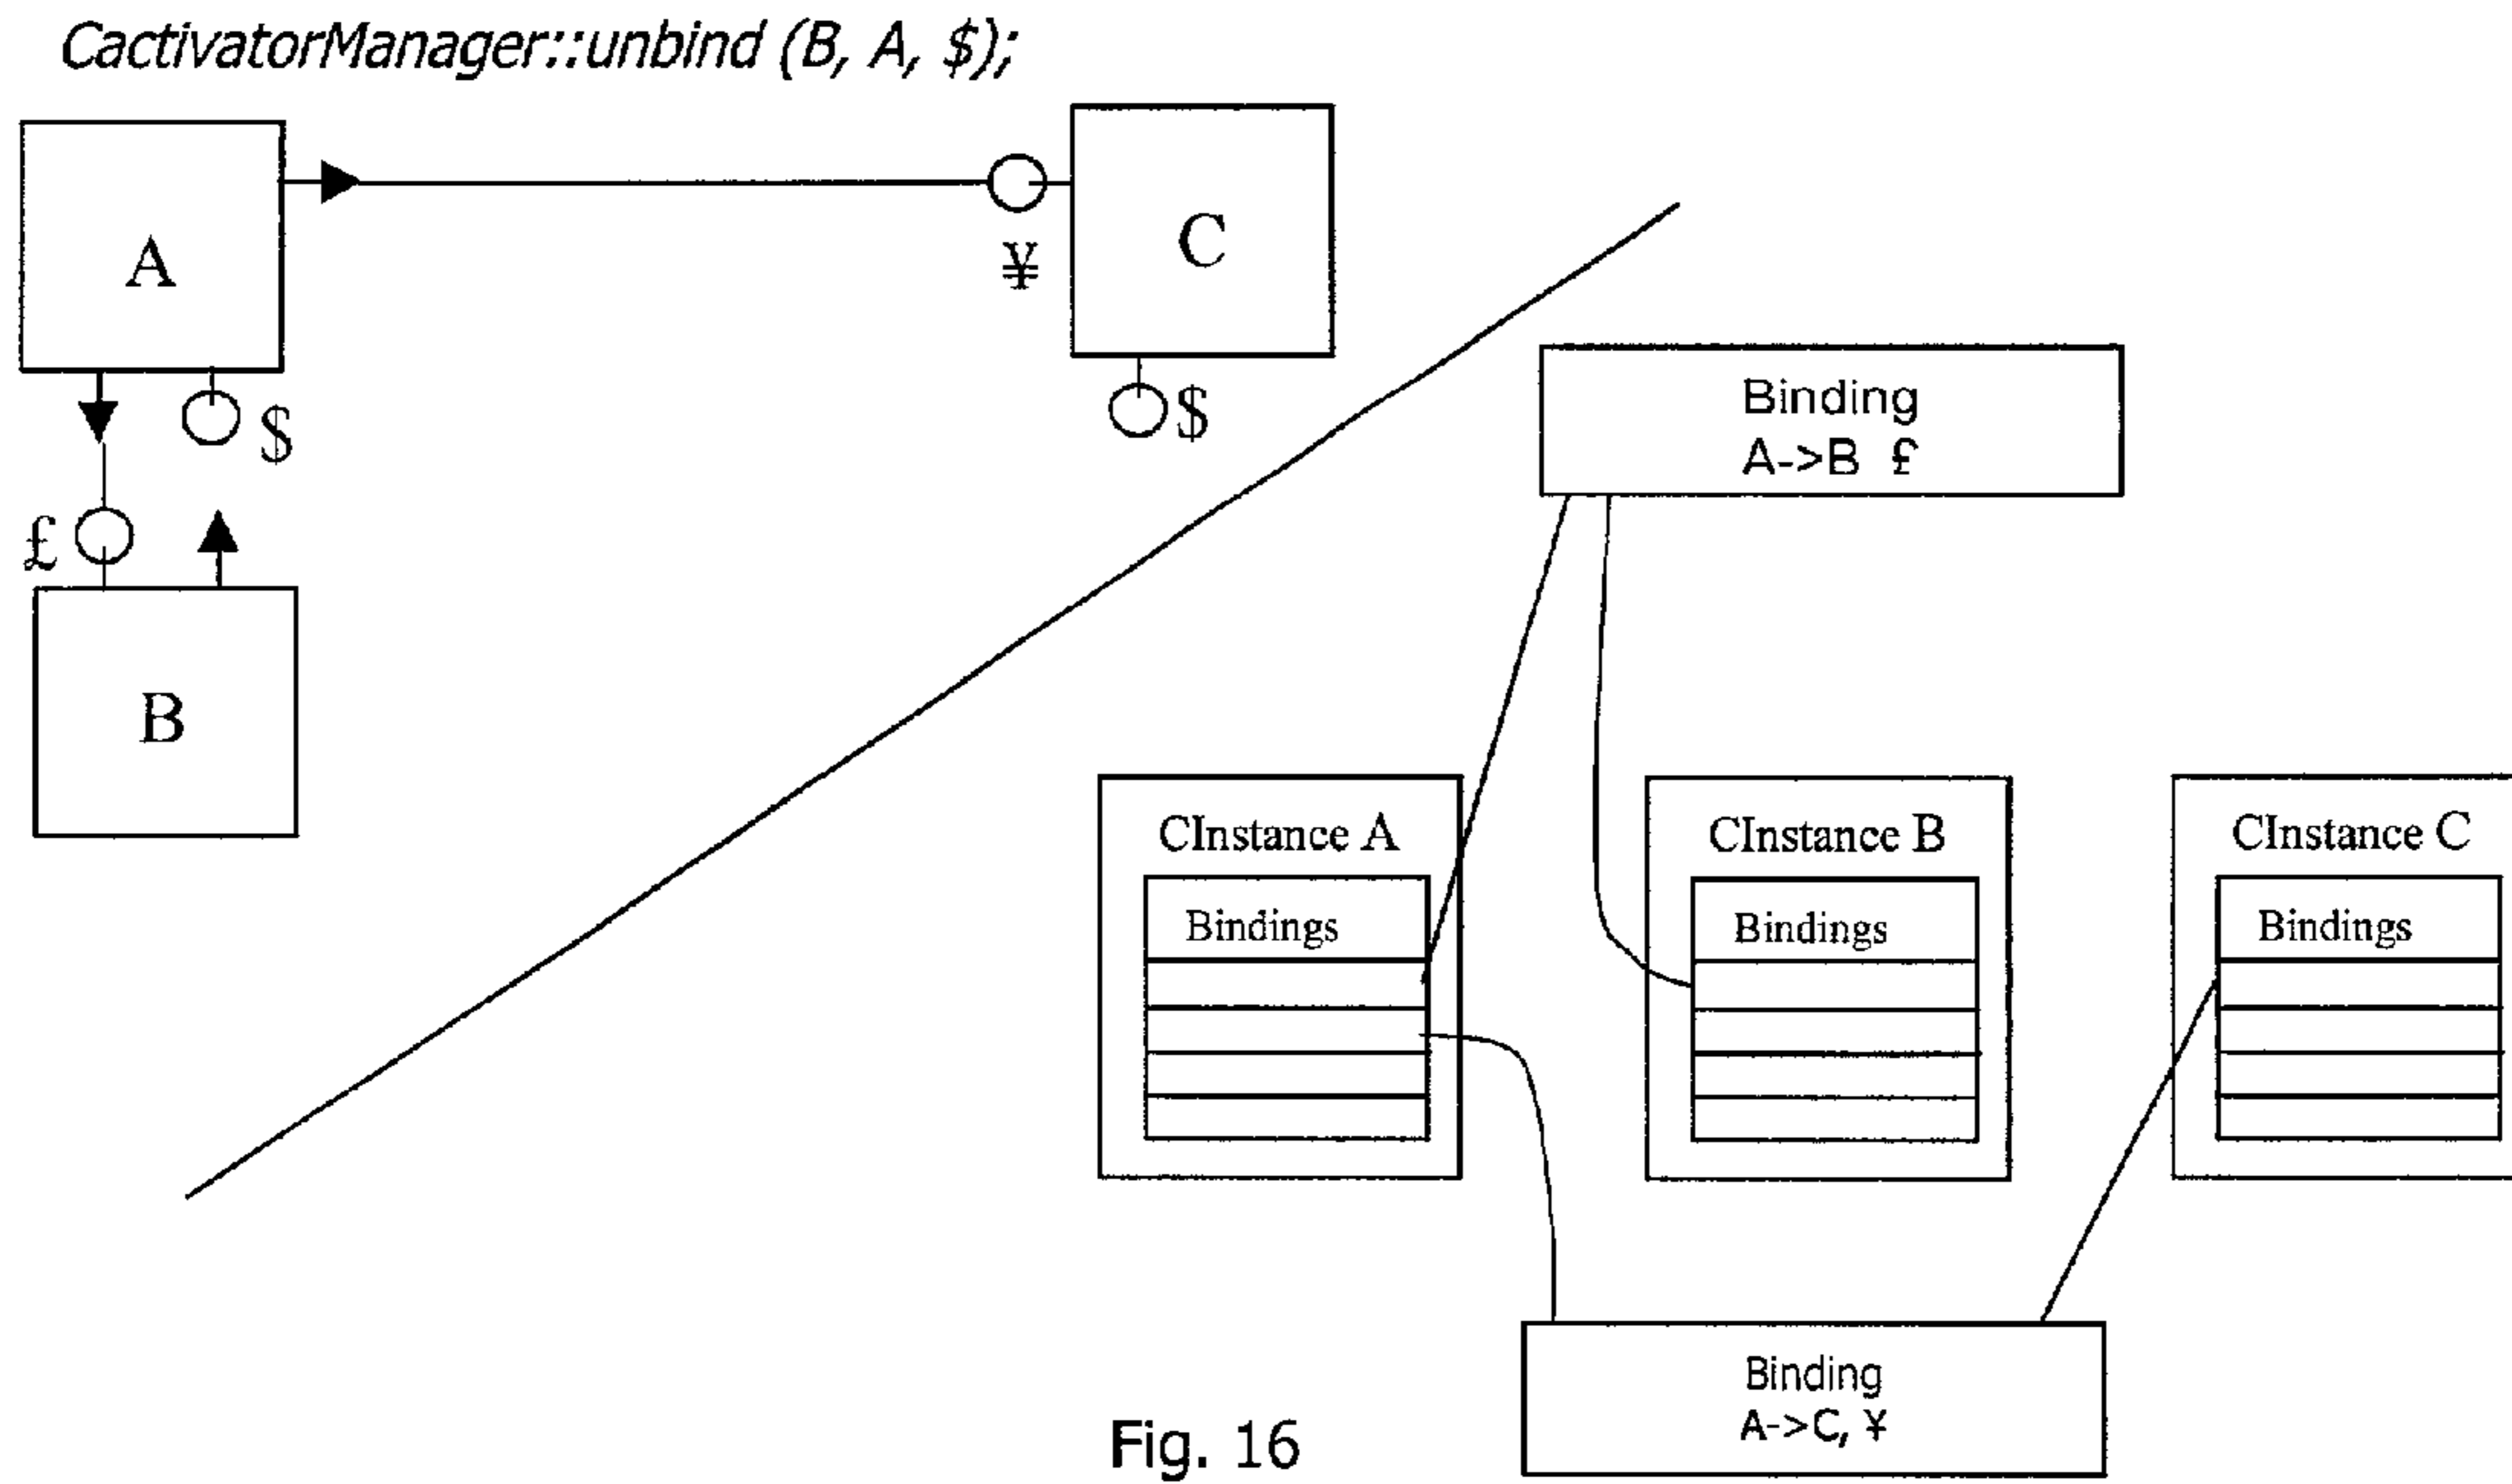 CactivatorManager::unbind (B, A, $);
A
C
¥
$
$
£
B
Binding
A->B £
CInstance A
Bindings
CInstance B
Bindings
CInstance C
Bindings
Binding
A->C, ¥
Fig. 16